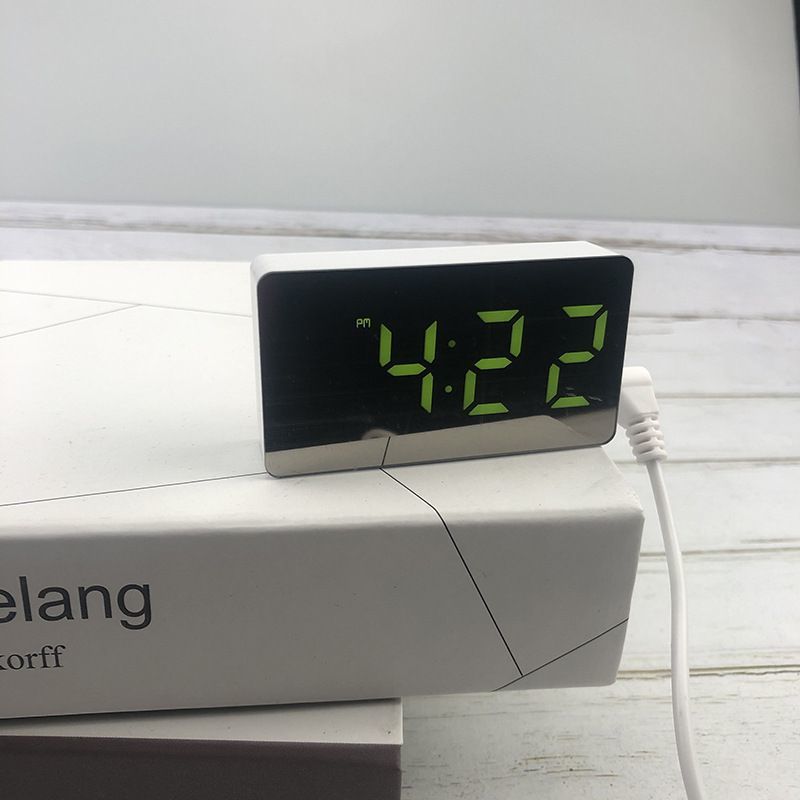 PM 4:22
elang
korff